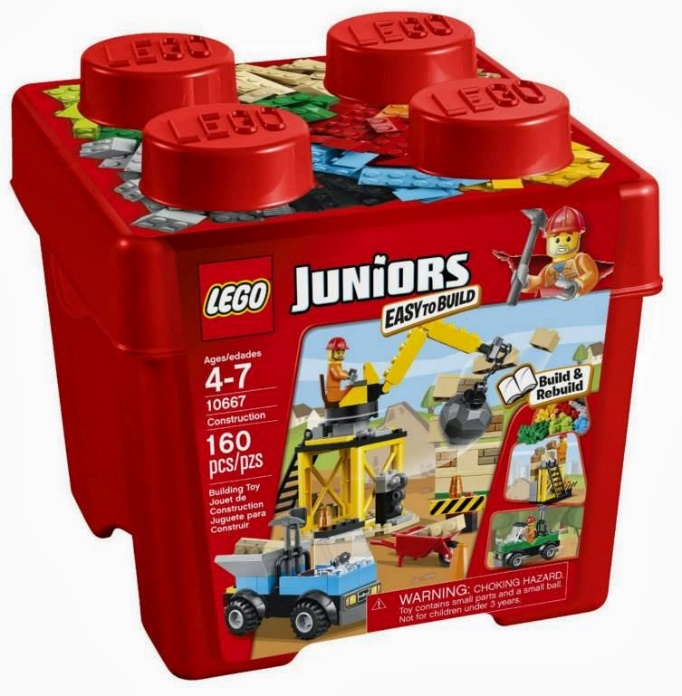 LEGO
LEGO
LEGO
LEGO
LEGO
JUNIORS
EASY TO BUILD
Ages/edades
4-7
10667
Construction
160
pcs/pzs
Building Toy
Jouet de
Construction
Juguete para
Construir
Build &
Rebuild
WARNING: CHOKING HAZARD.
Toy contains small parts and a small ball.
Not for children under 3 years.